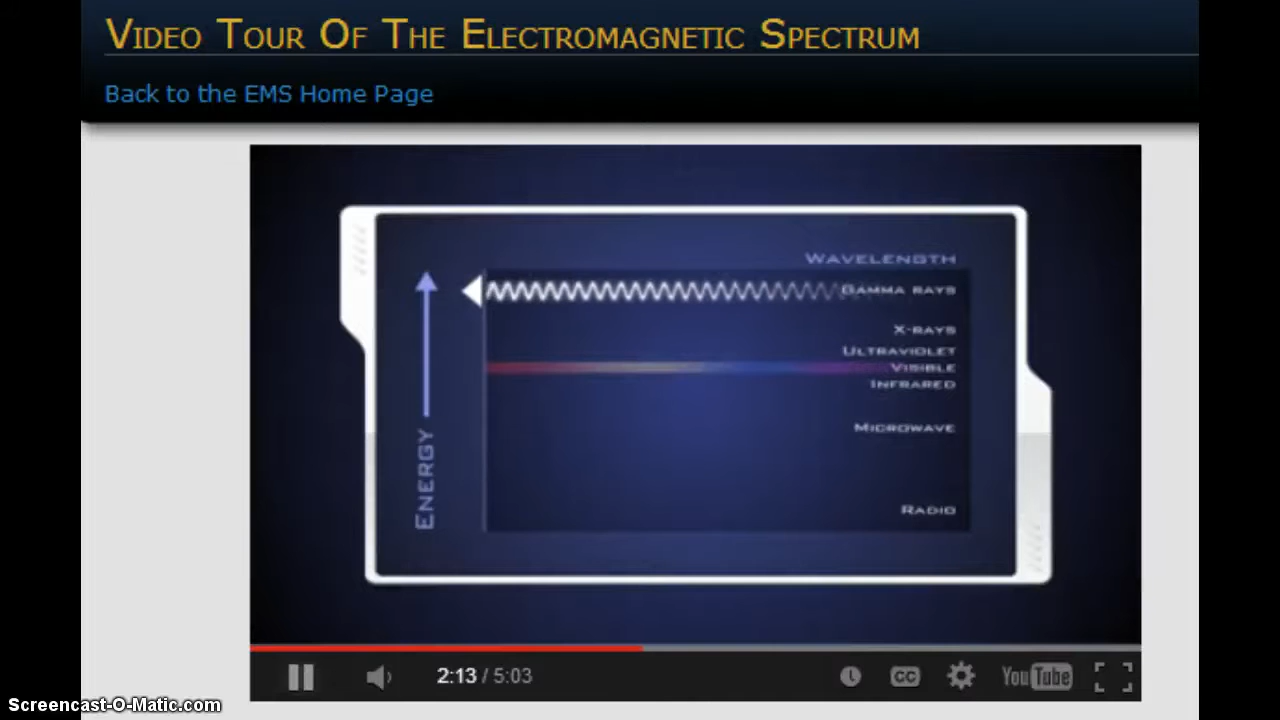 VIDEO TOUR OF THE ELECTROMAGNETIC SPECTRUM
Back to the EMS Home Page
WAVELENGTH
GAMMA RAYS
X-RAYS
ULTRAVIOLET
VISIBLE
INFRARED
MICROWAVE
RADIO
ENERGY
2:13 / 5:03
CC
YouTube
Screencast-O-Matic.com